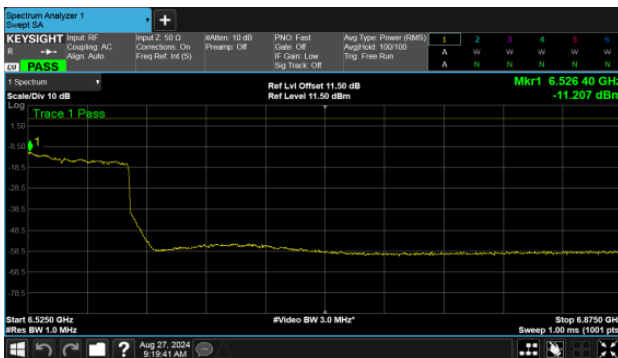 Spectrum Analyzer 1
Swept SA
KEYSIGHT
R
LXI PASS
Input: RF
Coupling: AC
Align: Auto
Input Z: 50 Ω
Corrections: On
Freq Ref: Int (S)
#Atten: 10 dB
Preamp: Off
PNO: Fast
Gate: Off
IF Gain: Low
Sig Track: Off
Avg Type: Power (RMS)
Avg|Hold: 100/100
Trig: Free Run
1 2 3 4 5 6
A W W W W W
A N N N N N
1 Spectrum
Scale/Div 10 dB
Ref Lvl Offset 11.50 dB
Ref Level 11.50 dBm
Mkr1 6.526 40 GHz
-11.207 dBm
Log
Trace 1 Pass
1.50
-8.50
1
-18.5
-28.5
-38.5
-48.5
-58.5
-68.5
-78.5
Start 6.5250 GHz
#Res BW 1.0 MHz
#Video BW 3.0 MHz*
Stop 6.8750 GHz
Sweep 1.00 ms (1001 pts)
?
Aug 27, 2024
9:19:41 AM